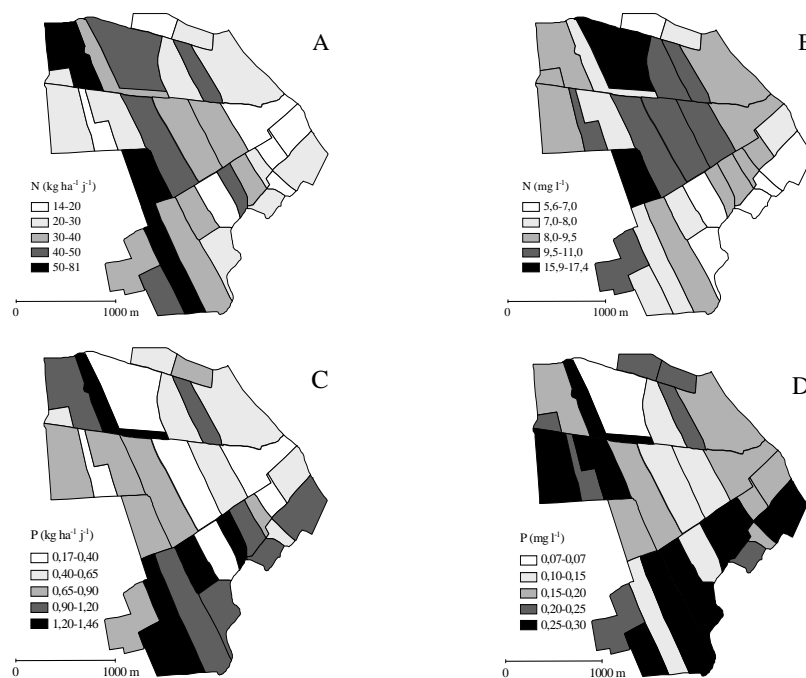 A
N (kg ha⁻¹ j⁻¹)
14-20
20-30
30-40
40-50
50-81
0 1000 m
B
N (mg l⁻¹)
5,6-7,0
7,0-8,0
8,0-9,5
9,5-11,0
15,9-17,4
0 1000 m
C
P (kg ha⁻¹ j⁻¹)
0,17-0,40
0,40-0,65
0,65-0,90
0,90-1,20
1,20-1,46
0 1000 m
D
P (mg l⁻¹)
0,07-0,07
0,10-0,15
0,15-0,20
0,20-0,25
0,25-0,30
0 1000 m